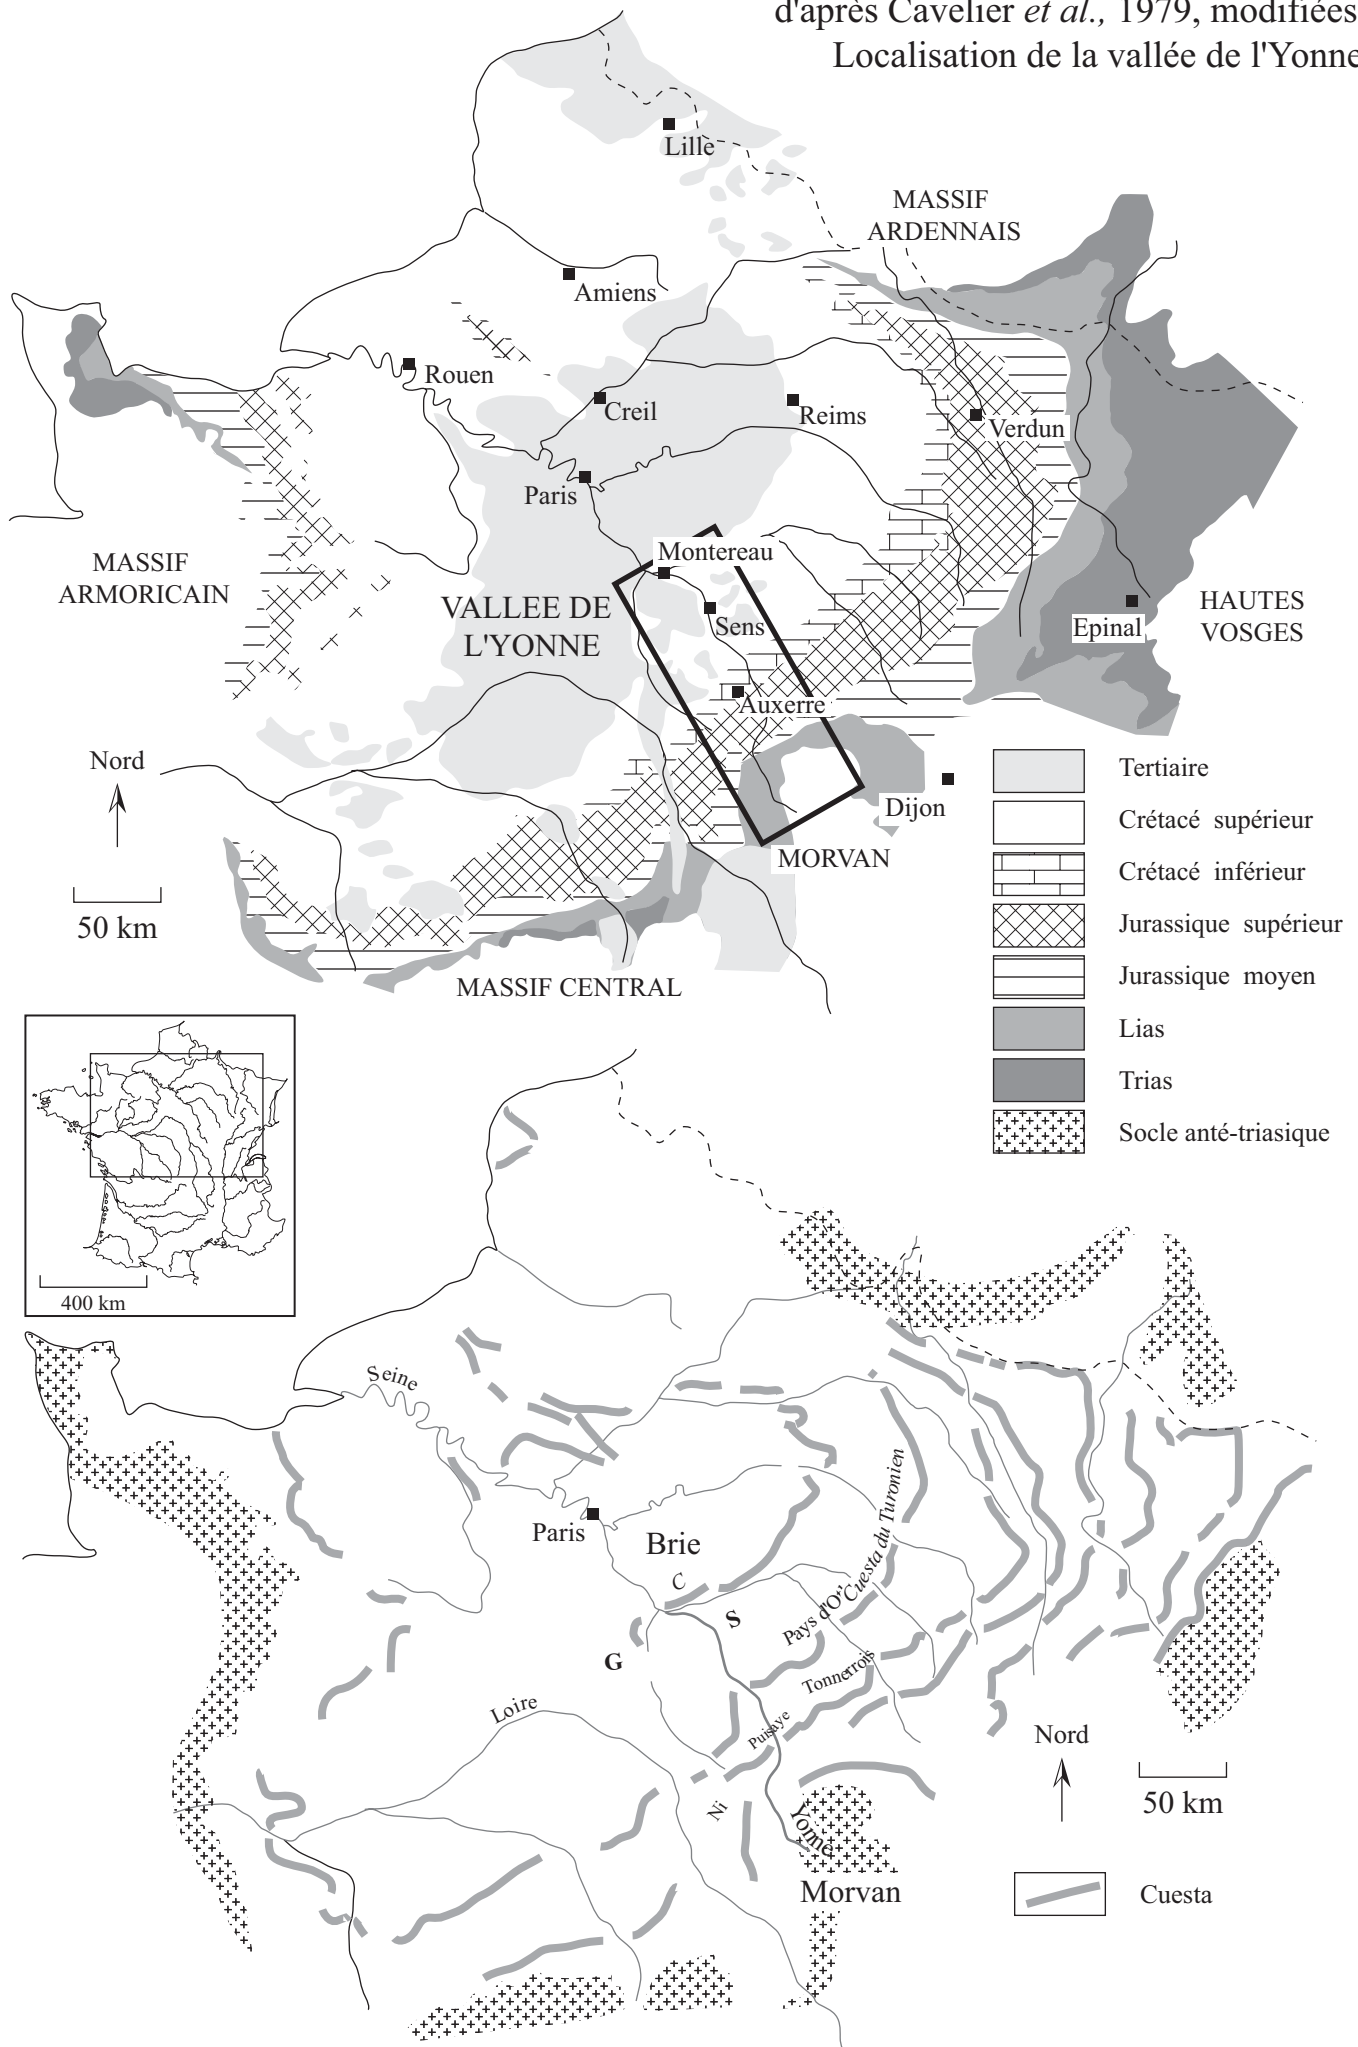 d'après Cavelier et al., 1979, modifiées
Localisation de la vallée de l'Yonne
Lille
MASSIF
ARDENNAIS
Amiens
Rouen
Creil
Reims
Verdun
Paris
MASSIF
ARMORICAIN
Montereau
VALLEE DE
L'YONNE
Sens
Epinal
HAUTES
VOSGES
Auxerre
Nord
Dijon
MORVAN
50 km
MASSIF CENTRAL
Tertiaire
Crétacé supérieur
Crétacé inférieur
Jurassique supérieur
Jurassique moyen
Lias
Trias
Socle anté-triasique
400 km
Seine
Paris
Brie
C
S
G
Cuesta du Turonien
Pays d'Ot
Tonnerrois
Puisaye
Loire
Ni
Yonne
Morvan
Nord
50 km
Cuesta